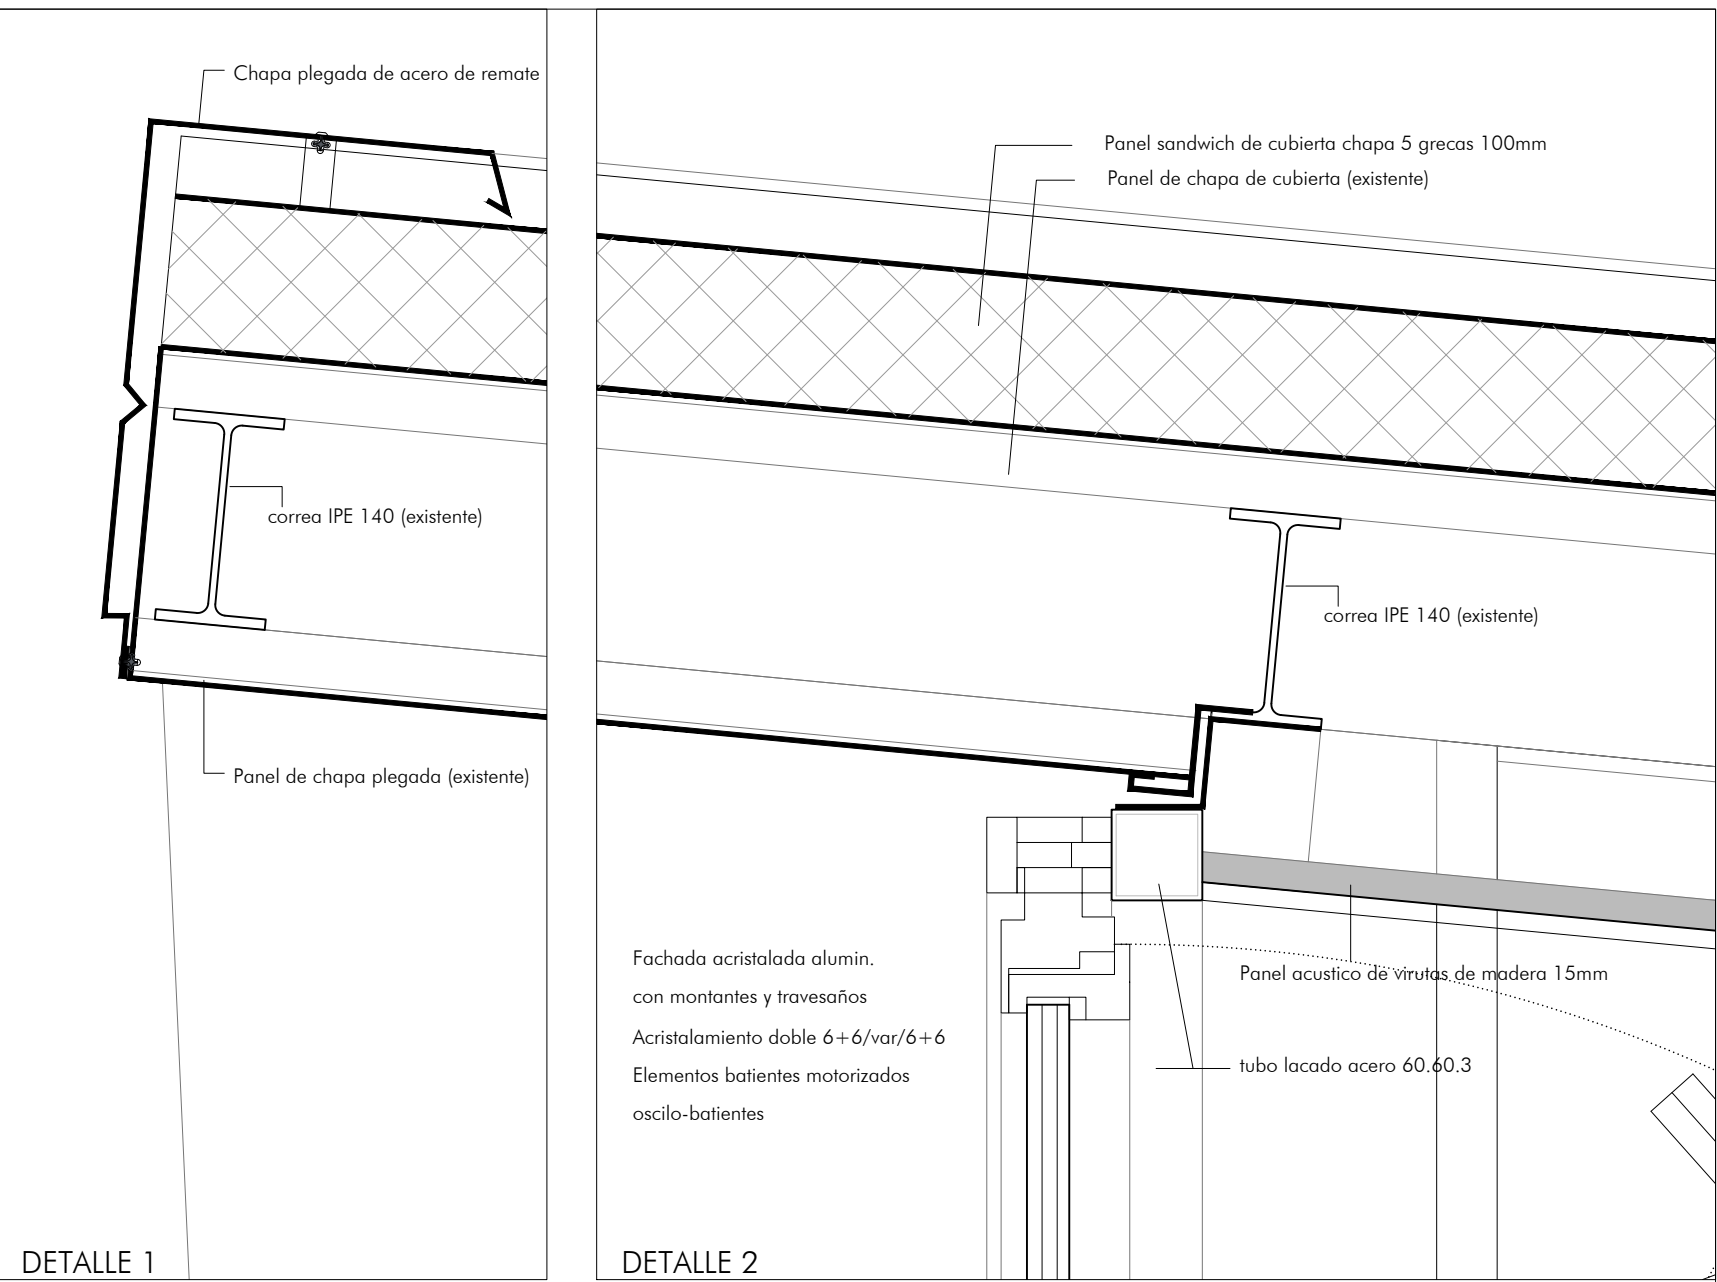 Chapa plegada de acero de remate
correa IPE 140 (existente)
Panel de chapa plegada (existente)
DETALLE 1
Panel sandwich de cubierta chapa 5 grecas 100mm
Panel de chapa de cubierta (existente)
correa IPE 140 (existente)
Fachada acristalada alumin.
con montantes y travesaños
Acristalamiento doble 6+6/var/6+6
Elementos batientes motorizados
oscilo-batientes
Panel acustico de virutas de madera 15mm
tubo lacado acero 60.60.3
DETALLE 2